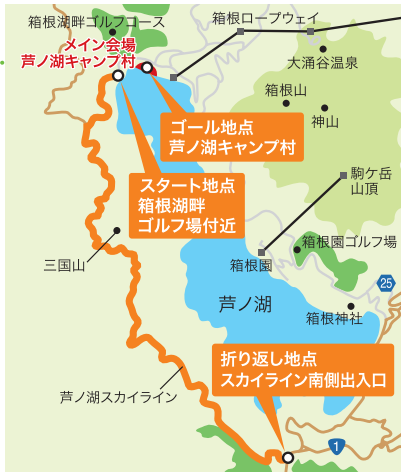 箱根湖畔ゴルフコース
箱根ロープウェイ
メイン会場
芦ノ湖キャンプ村
大涌谷温泉
箱根山
神山
ゴール地点
芦ノ湖キャンプ村
駒ケ岳
山頂
スタート地点
箱根湖畔
ゴルフ場付近
三国山
箱根園
箱根園ゴルフ場
25
芦ノ湖
箱根神社
折り返し地点
スカイライン南側出入口
芦ノ湖スカイライン
1